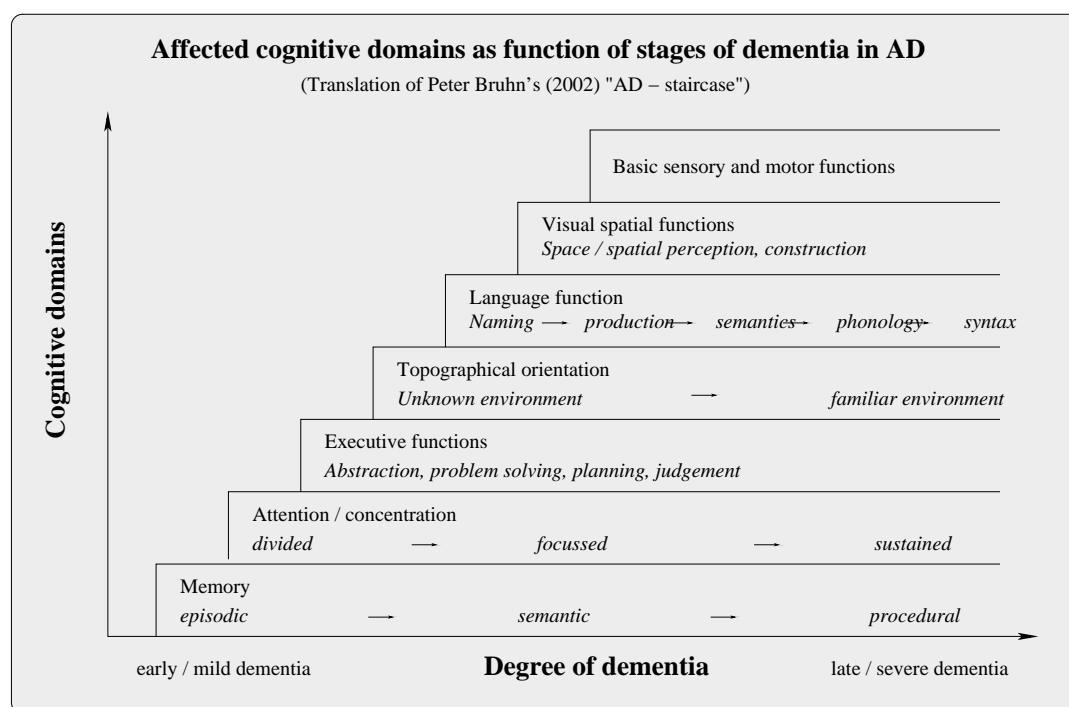 Affected cognitive domains as function of stages of dementia in AD
(Translation of Peter Bruhn's (2002) "AD – staircase")
Cognitive domains
Basic sensory and motor functions
Visual spatial functions
Space / spatial perception, construction
Language function
Naming → production → semantics → phonology → syntax
Topographical orientation
Unknown environment → familiar environment
Executive functions
Abstraction, problem solving, planning, judgement
Attention / concentration
divided → focussed → sustained
Memory
episodic → semantic → procedural
early / mild dementia Degree of dementia late / severe dementia